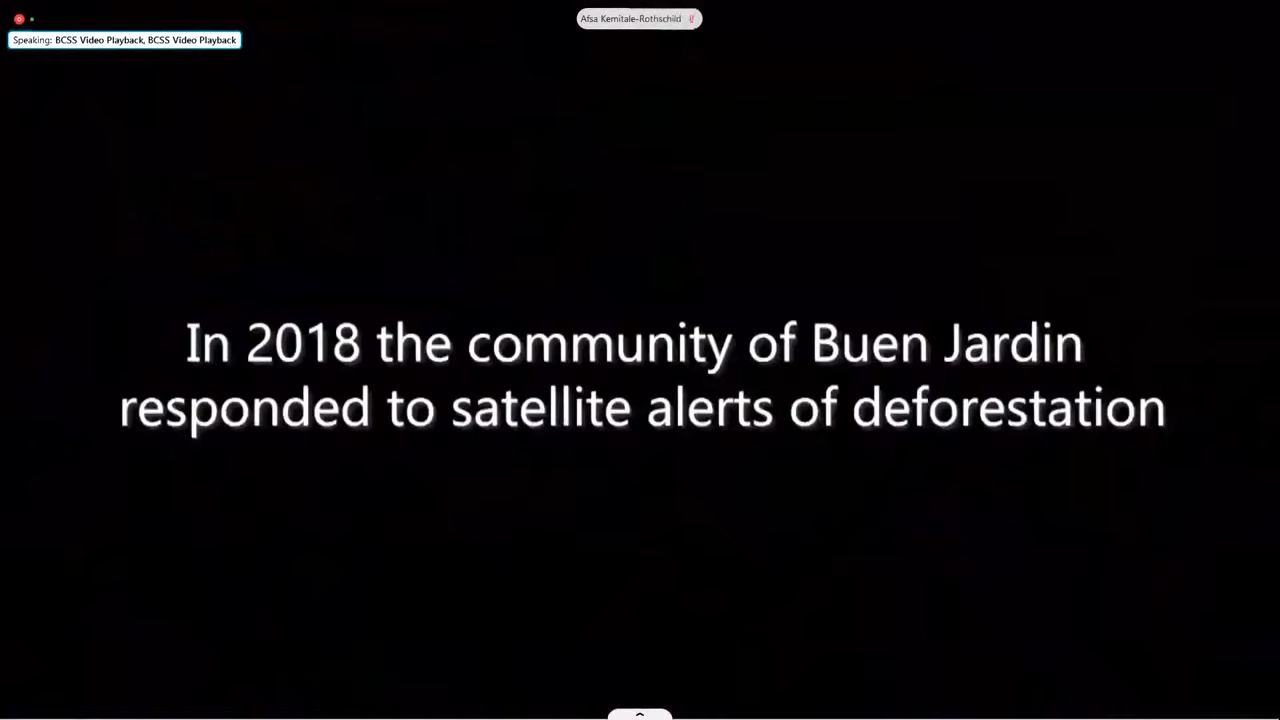 Afsa Kemitale-Rothschild
Speaking: BCSS Video Playback, BCSS Video Playback
In 2018 the community of Buen Jardin
responded to satellite alerts of deforestation